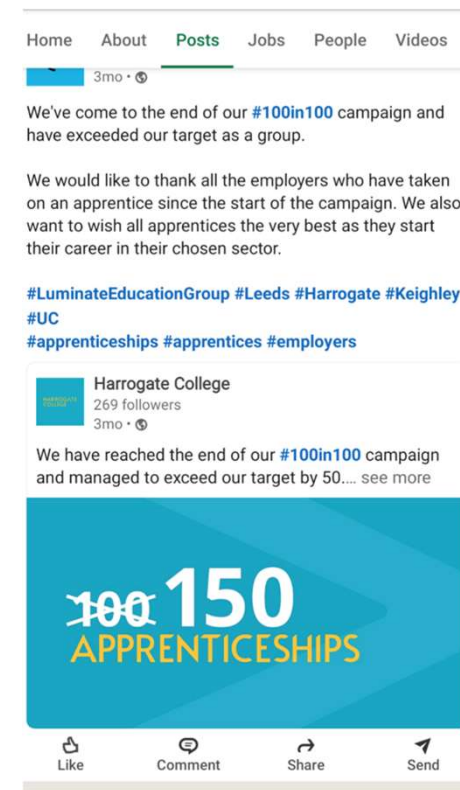 Home About Posts Jobs People Videos
3mo •
We've come to the end of our #100in100 campaign and
have exceeded our target as a group.
We would like to thank all the employers who have taken
on an apprentice since the start of the campaign. We also
want to wish all apprentices the very best as they start
their career in their chosen sector.
#LuminateEducationGroup #Leeds #Harrogate #Keighley
#UC
#apprenticeships #apprentices #employers
HARROGATE
COLLEGE
Harrogate College
269 followers
3mo •
We have reached the end of our #100in100 campaign
and managed to exceed our target by 50.... see more
100 150
APPRENTICESHIPS
Like Comment Share Send